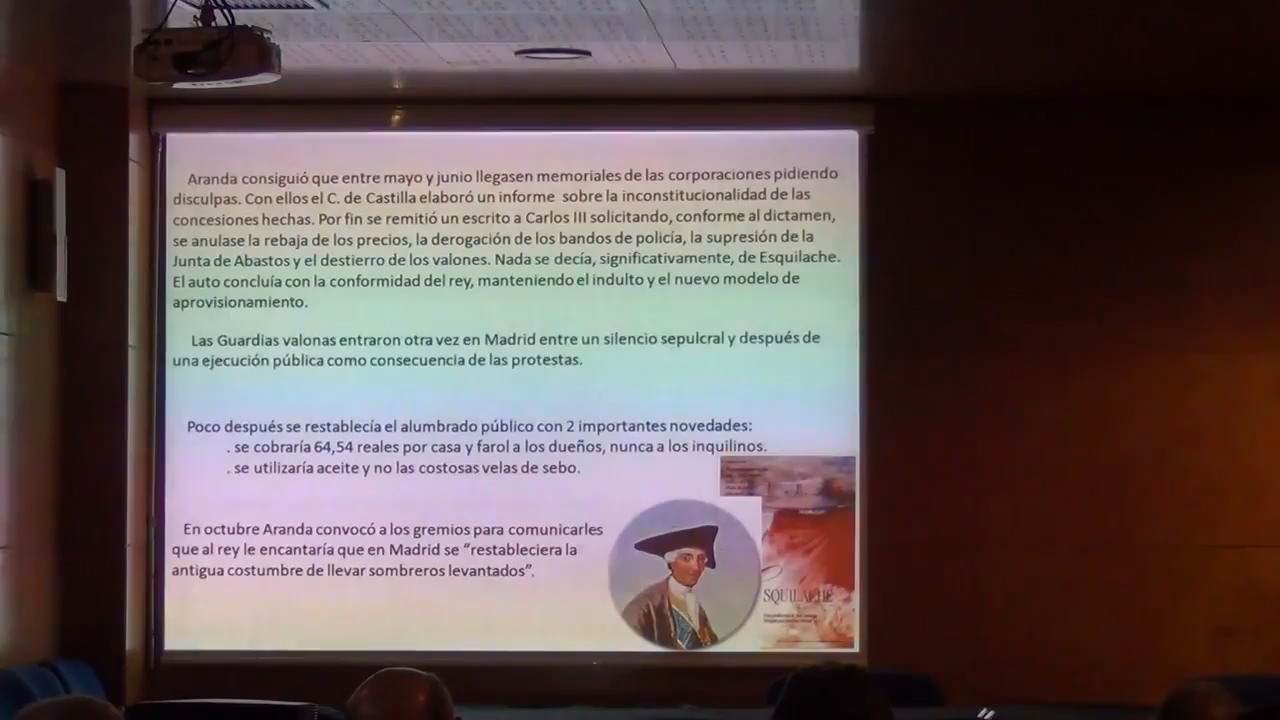 Aranda consiguió que entre mayo y junio llegasen memoriales de las corporaciones pidiendo
disculpas. Con ellos el C. de Castilla elaboró un informe sobre la inconstitucionalidad de las
concesiones hechas. Por fin se remitió un escrito a Carlos III solicitando, conforme al dictamen,
se anulase la rebaja de los precios, la derogación de los bandos de policía, la supresión de la
Junta de Abastos y el destierro de los valones. Nada se decía, significativamente, de Esquilache.
El auto concluía con la conformidad del rey, manteniendo el indulto y el nuevo modelo de
aprovisionamiento.
Las Guardias valonas entraron otra vez en Madrid entre un silencio sepulcral y después de
una ejecución pública como consecuencia de las protestas.
Poco después se restablecía el alumbrado público con 2 importantes novedades:
. se cobraría 64,54 reales por casa y farol a los dueños, nunca a los inquilinos.
. se utilizaría aceite y no las costosas velas de sebo.
En octubre Aranda convocó a los gremios para comunicarles
que al rey le encantaría que en Madrid se “restableciera la
antigua costumbre de llevar sombreros levantados”.
SQUILACHE